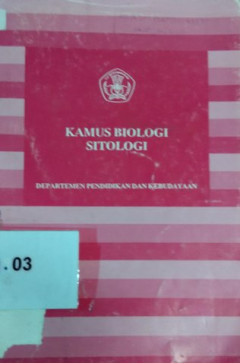 KAMUS BIOLOGI
SITOLOGI
DEPARTEMEN PENDIDIKAN DAN KEBUDAYAAN
.03